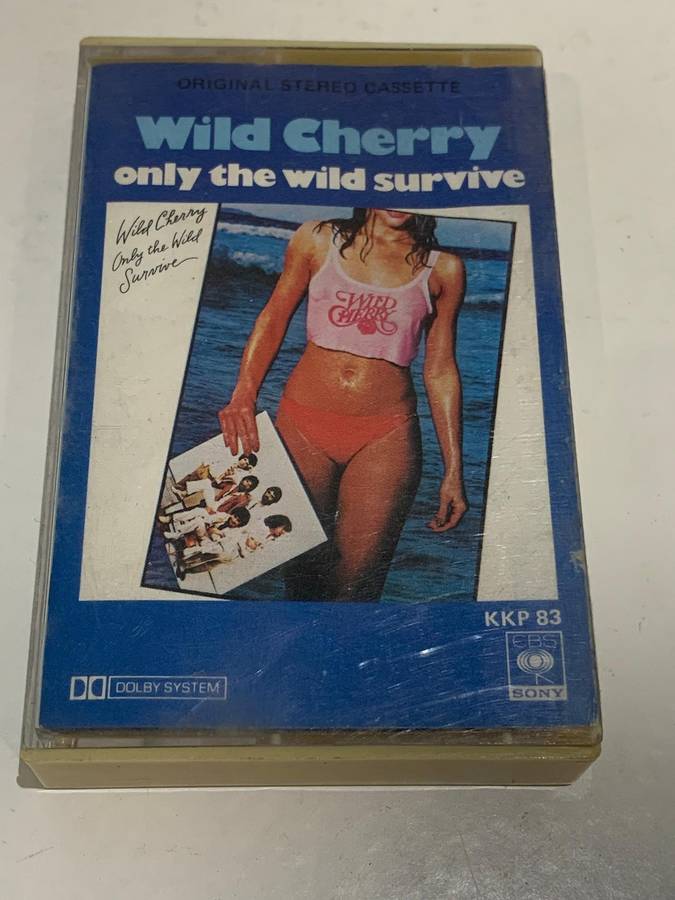 ORIGINAL STEREO CASSETTE
Wild Cherry
only the wild survive
Wild Cherry
Only the Wild
Survive
WILD
CHERRY
KKP 83
CBS
SONY
DOLBY SYSTEM